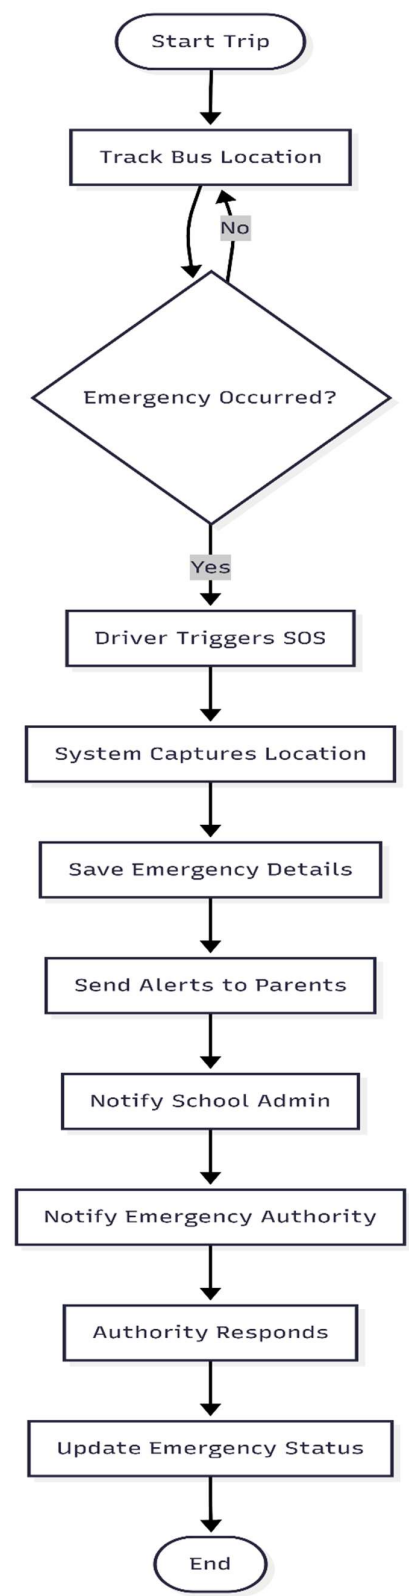 Start Trip
Track Bus Location
No
Emergency Occurred?
Yes
Driver Triggers SOS
System Captures Location
Save Emergency Details
Send Alerts to Parents
Notify School Admin
Notify Emergency Authority
Authority Responds
Update Emergency Status
End